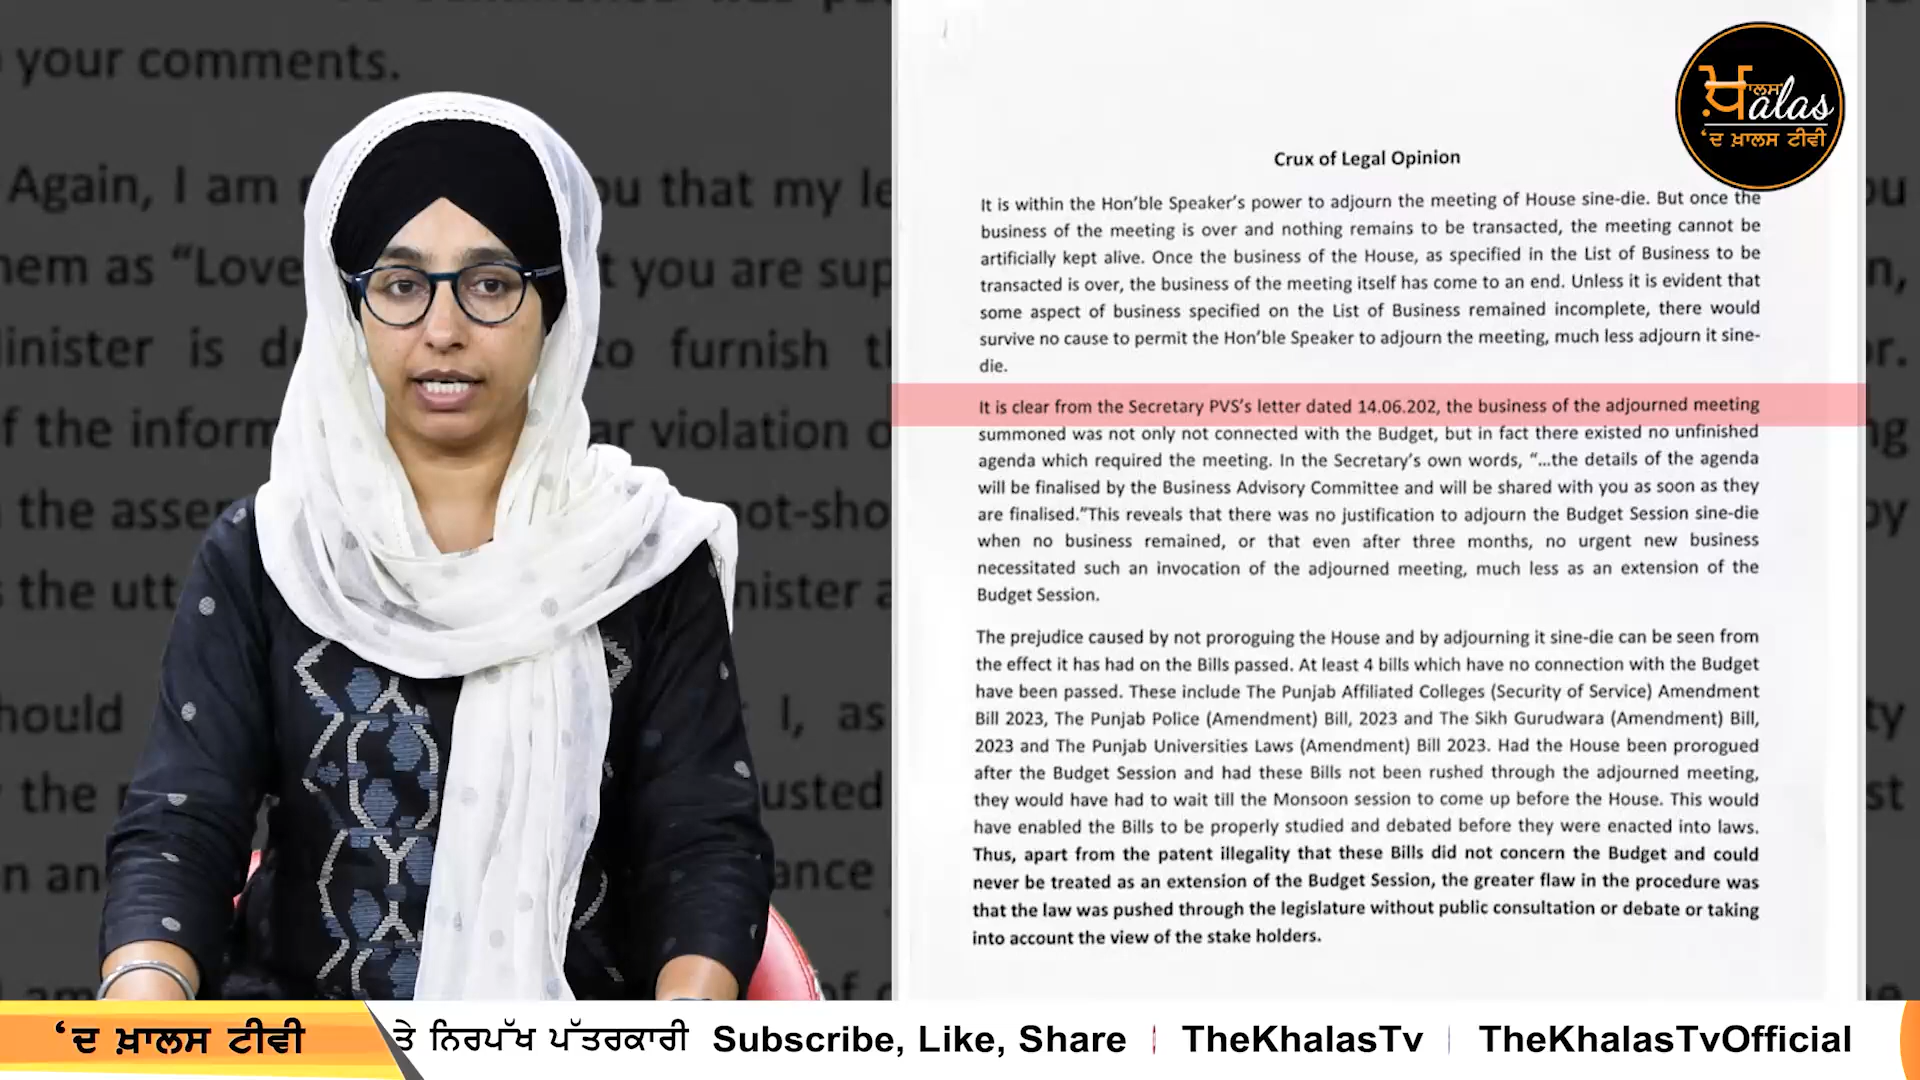 your comments.
Again, I am
ou that my le
hem as “Love
t you are sup
linister is d
to furnish t
f the inform
ar violation o
the asse
not-sho
by
s the utt
nister a
hould
I, as
the
usted
st
n an
ance
ਖ਼ਾਲਸ
alas
‘ਦ ਖ਼ਾਲਸ ਟੀਵੀ
Crux of Legal Opinion
It is within the Hon’ble Speaker’s power to adjourn the meeting of House sine-die. But once the
business of the meeting is over and nothing remains to be transacted, the meeting cannot be
artificially kept alive. Once the business of the House, as specified in the List of Business to be
transacted is over, the business of the meeting itself has come to an end. Unless it is evident that
some aspect of business specified on the List of Business remained incomplete, there would
survive no cause to permit the Hon’ble Speaker to adjourn the meeting, much less adjourn it sine-
die.
It is clear from the Secretary PVS’s letter dated 14.06.202, the business of the adjourned meeting
summoned was not only not connected with the Budget, but in fact there existed no unfinished
agenda which required the meeting. In the Secretary’s own words, “...the details of the agenda
will be finalised by the Business Advisory Committee and will be shared with you as soon as they
are finalised.”This reveals that there was no justification to adjourn the Budget Session sine-die
when no business remained, or that even after three months, no urgent new business
necessitated such an invocation of the adjourned meeting, much less as an extension of the
Budget Session.
The prejudice caused by not proroguing the House and by adjourning it sine-die can be seen from
the effect it has had on the Bills passed. At least 4 bills which have no connection with the Budget
have been passed. These include The Punjab Affiliated Colleges (Security of Service) Amendment
Bill 2023, The Punjab Police (Amendment) Bill, 2023 and The Sikh Gurudwara (Amendment) Bill,
2023 and The Punjab Universities Laws (Amendment) Bill 2023. Had the House been prorogued
after the Budget Session and had these Bills not been rushed through the adjourned meeting,
they would have had to wait till the Monsoon session to come up before the House. This would
have enabled the Bills to be properly studied and debated before they were enacted into laws.
Thus, apart from the patent illegality that these Bills did not concern the Budget and could
never be treated as an extension of the Budget Session, the greater flaw in the procedure was
that the law was pushed through the legislature without public consultation or debate or taking
into account the view of the stake holders.
‘ਦ ਖ਼ਾਲਸ ਟੀਵੀ
ਤੇ ਨਿਰਪੱਖ ਪੱਤਰਕਾਰੀ Subscribe, Like, Share | TheKhalasTv | TheKhalasTvOfficial